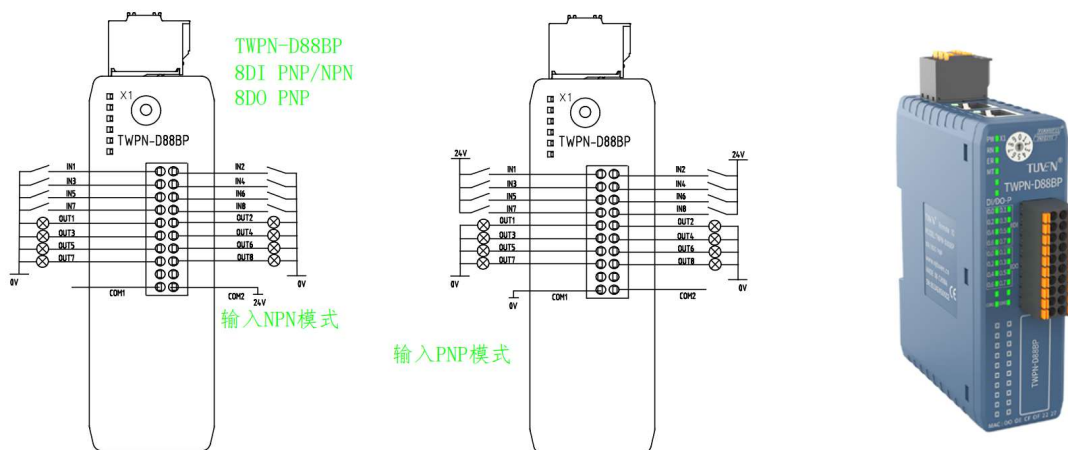 TWPN-D88BP
8DI PNP/NPN
8DO PNP
X1
TWPN-D88BP
IN1
IN2
IN3
IN4
IN5
IN6
IN7
IN8
OUT1
OUT2
OUT3
OUT4
OUT5
OUT6
OUT7
OUT8
0V
0V
COM1
COM2
24V
输入NPN模式
X1
TWPN-D88BP
24V
24V
IN1
IN2
IN3
IN4
IN5
IN6
IN7
IN8
OUT1
OUT2
OUT3
OUT4
OUT5
OUT6
OUT7
OUT8
0V
0V
COM1
COM2
0V
输入PNP模式
TUVEN®
TWPN-D88BP
DI/DO-P
TWPN-D88BP